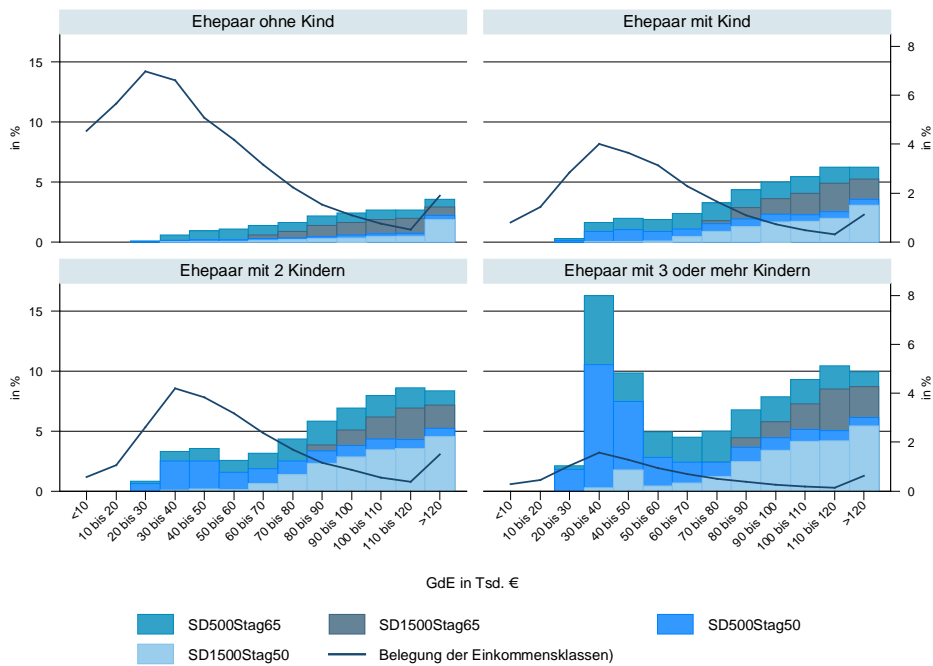 Ehepaar ohne Kind
Ehepaar mit Kind
15
10
5
0
in %
8
6
4
2
0
in %
Ehepaar mit 2 Kindern
Ehepaar mit 3 oder mehr Kindern
15
10
5
0
in %
8
6
4
2
0
in %
<10
10 bis 20
20 bis 30
30 bis 40
40 bis 50
50 bis 60
60 bis 70
70 bis 80
80 bis 90
90 bis 100
100 bis 110
110 bis 120
>120
<10
10 bis 20
20 bis 30
30 bis 40
40 bis 50
50 bis 60
60 bis 70
70 bis 80
80 bis 90
90 bis 100
100 bis 110
110 bis 120
>120
GdE in Tsd. €
SD500Stag65
SD1500Stag65
SD500Stag50
SD1500Stag50
Belegung der Einkommensklassen)